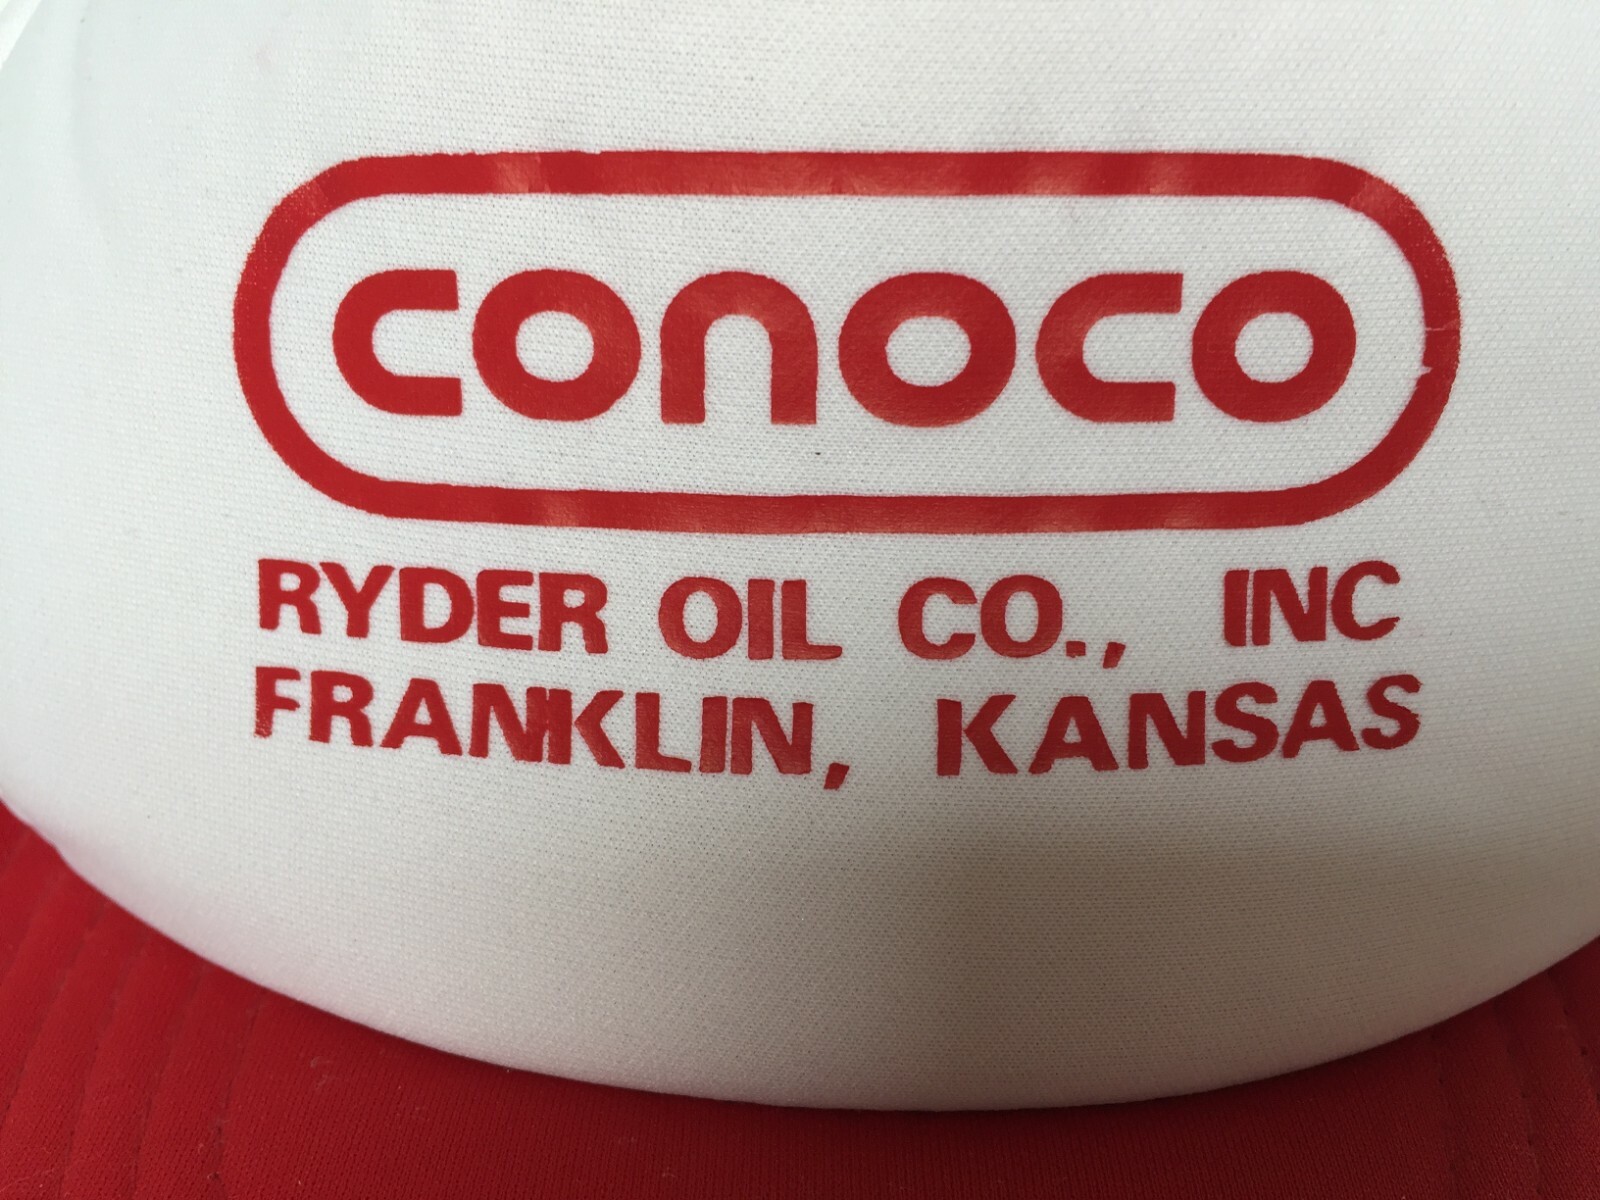 conoco
RYDER OIL CO., INC
FRANKLIN, KANSAS